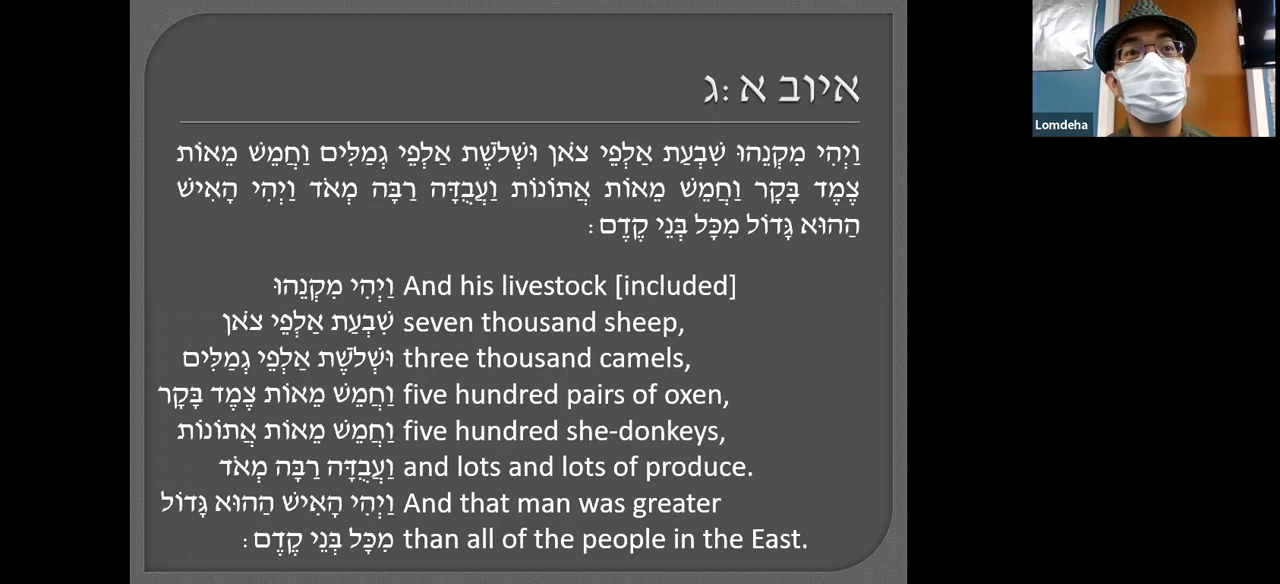 איוב א :ג
וַיְהִי מִקְנֵהוּ שִׁבְעַת אַלְפֵי צֹאן וּשְׁלֹשֶׁת אַלְפֵי גְמַלִּים וַחֲמֵשׁ מֵאוֹת
צֶמֶד בָּקָר וַחֲמֵשׁ מֵאוֹת אֲתוֹנוֹת וַעֲבֻדָּה רַבָּה מְאֹד וַיְהִי הָאִישׁ
הַהוּא גָּדוֹל מִכָּל בְּנֵי קֶדֶם :
וַיְהִי מִקְנֵהוּ And his livestock [included]
שִׁבְעַת אַלְפֵי צֹאן seven thousand sheep,
וּשְׁלֹשֶׁת אַלְפֵי גְמַלִּים three thousand camels,
וַחֲמֵשׁ מֵאוֹת צֶמֶד בָּקָר five hundred pairs of oxen,
וַחֲמֵשׁ מֵאוֹת אֲתוֹנוֹת five hundred she-donkeys,
וַעֲבֻדָּה רַבָּה מְאֹד and lots and lots of produce.
וַיְהִי הָאִישׁ הַהוּא גָּדוֹל And that man was greater
מִכָּל בְּנֵי קֶדֶם : than all of the people in the East.
Lomdeha